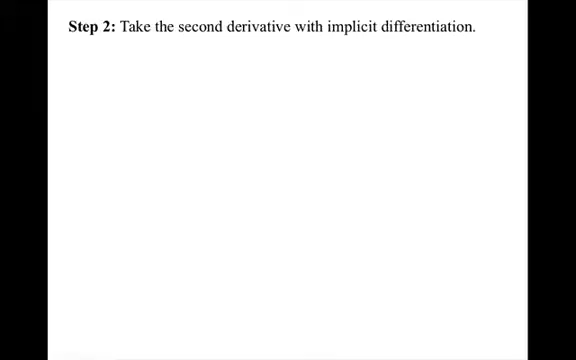 Step 2: Take the second derivative with implicit differentiation.